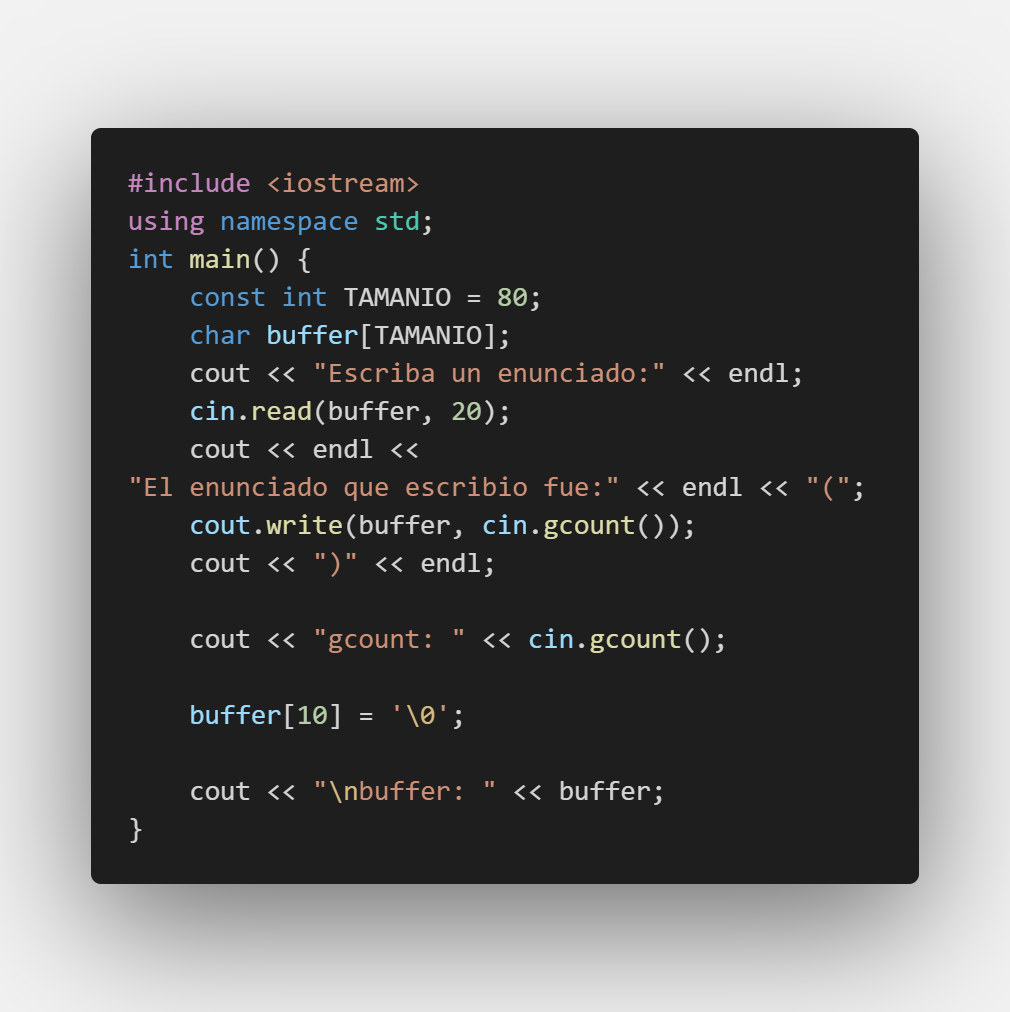 #include <iostream>
using namespace std;
int main() {
    const int TAMANIO = 80;
    char buffer[TAMANIO];
    cout << "Escriba un enunciado:" << endl;
    cin.read(buffer, 20);
    cout << endl <<
"El enunciado que escribio fue:" << endl << "(";
    cout.write(buffer, cin.gcount());
    cout << ")" << endl;

    cout << "gcount: " << cin.gcount();

    buffer[10] = '\0';

    cout << "\nbuffer: " << buffer;
}